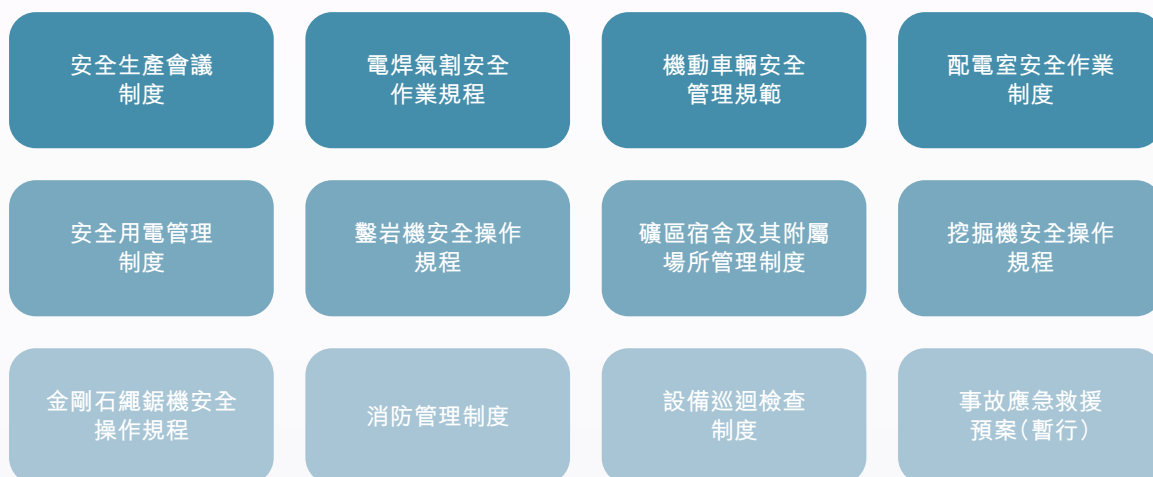 安全生產會議
制度
電焊氣割安全
作業規程
機動車輛安全
管理規範
配電室安全作業
制度
安全用電管理
制度
鑿岩機安全操作
規程
礦區宿舍及其附屬
場所管理制度
挖掘機安全操作
規程
金剛石繩鋸機安全
操作規程
消防管理制度
設備巡迴檢查
制度
事故應急救援
預案(暫行)